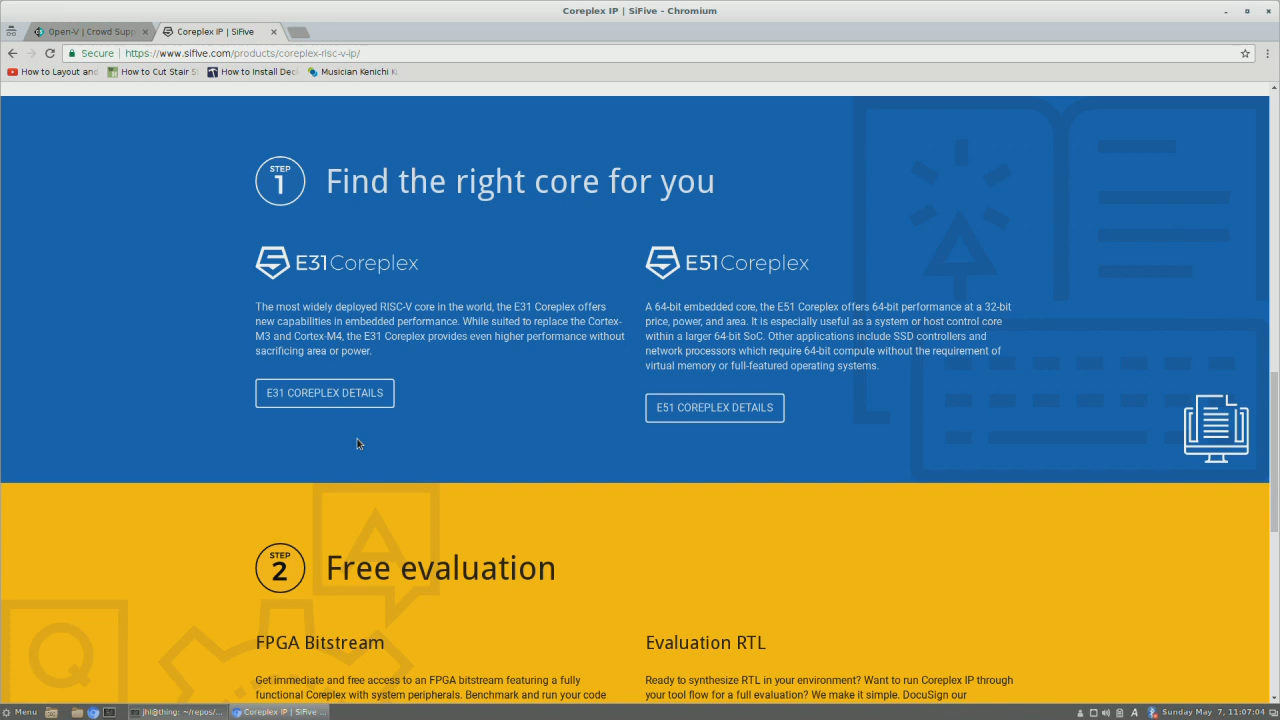 Coreplex IP | SiFive - Chromium
Open-V | Crowd Supp
Coreplex IP | SiFive
Secure
https://www.sifive.com/products/coreplex-risc-v-ip/
How to Layout and
How to Cut Stair S
How to Install Dec
Musician Kenichi K
STEP
1
Find the right core for you
E31 Coreplex
The most widely deployed RISC-V core in the world, the E31 Coreplex offers
new capabilities in embedded performance. While suited to replace the Cortex-
M3 and Cortex-M4, the E31 Coreplex provides even higher performance without
sacrificing area or power.
E31 COREPLEX DETAILS
E51 Coreplex
A 64-bit embedded core, the E51 Coreplex offers 64-bit performance at a 32-bit
price, power, and area. It is especially useful as a system or host control core
within a larger 64-bit SoC. Other applications include SSD controllers and
network processors which require 64-bit compute without the requirement of
virtual memory or full-featured operating systems.
E51 COREPLEX DETAILS
A
Q
STEP
2
Free evaluation
FPGA Bitstream
Get immediate and free access to an FPGA bitstream featuring a fully
functional Coreplex with system peripherals. Benchmark and run your code
Evaluation RTL
Ready to synthesize RTL in your environment? Want to run Coreplex IP through
your tool flow for a full evaluation? We make it simple. DocuSign our
Menu
jhl@thing: ~/repos/...
Coreplex IP | SiFive ...
A
Sunday May 7, 11:07:04